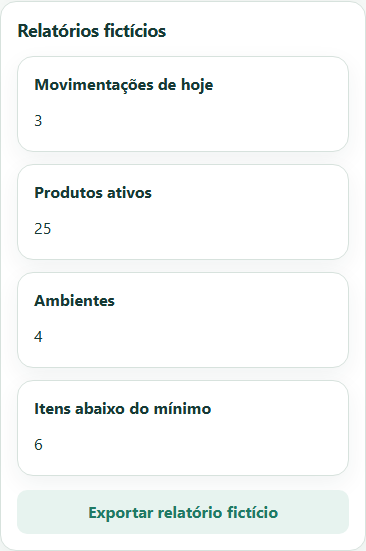 Relatórios fictícios
Movimentações de hoje
3
Produtos ativos
25
Ambientes
4
Itens abaixo do mínimo
6
Exportar relatório fictício